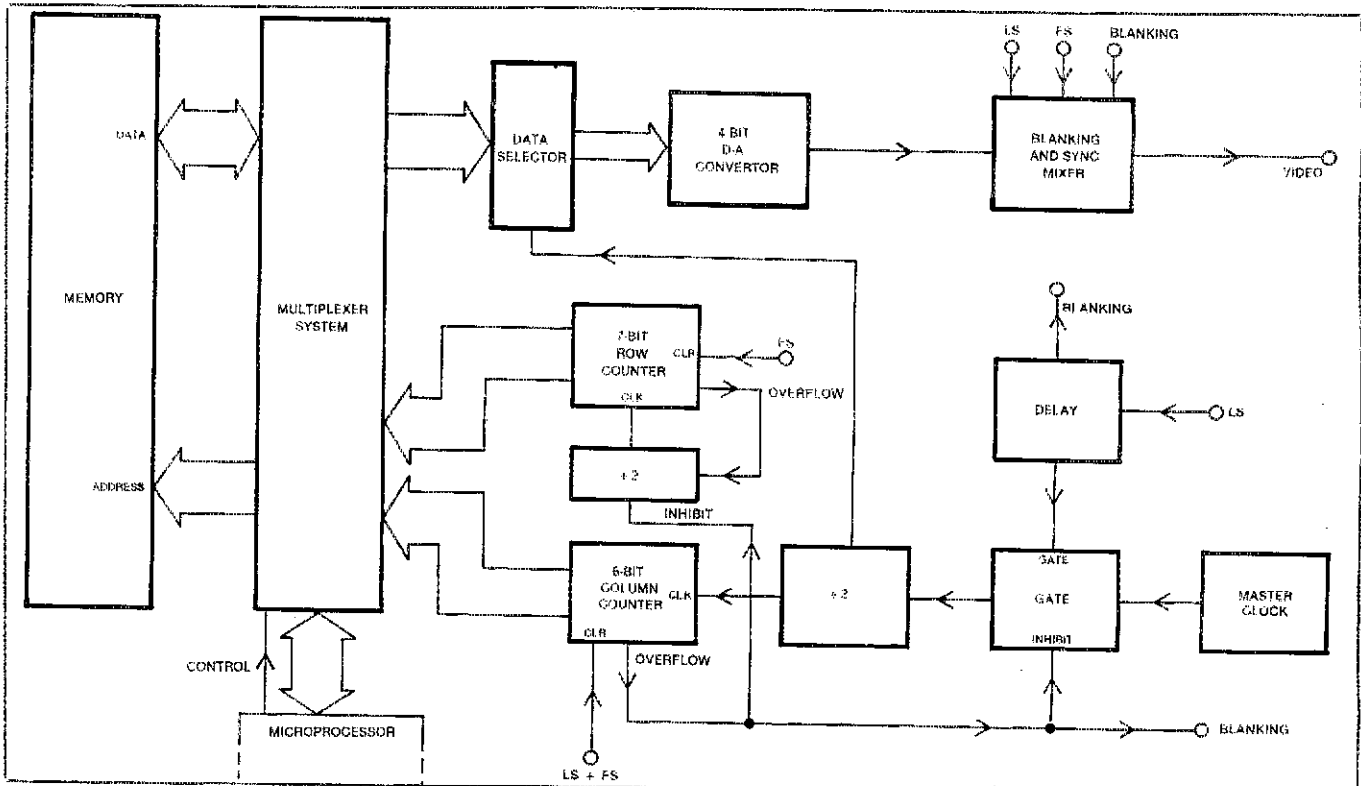 LS
FS
BLANKING
DATA
DATA
SELECTOR
4 BIT
D-A
CONVERTOR
BLANKING
AND SYNC
MIXER
VIDEO
MEMORY
MULTIPLEXER
SYSTEM
7-BIT
ROW
COUNTER
CLR
CLK
FS
OVERFLOW
BLANKING
DELAY
LS
÷ 2
INHIBIT
ADDRESS
6-BIT
COLUMN
COUNTER
CLK
CLR
OVERFLOW
÷ 2
GATE
GATE
INHIBIT
MASTER
CLOCK
CONTROL
MICROPROCESSOR
LS + FS
BLANKING